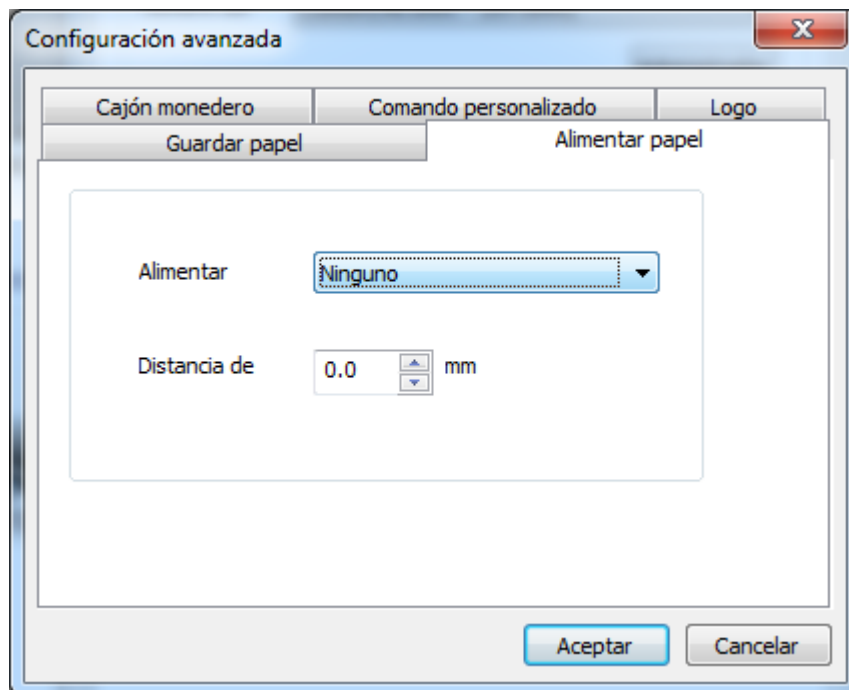 Configuración avanzada
Cajón monedero Comando personalizado Logo
Guardar papel Alimentar papel
Alimentar Ninguno
Distancia de 0.0 mm
Aceptar Cancelar